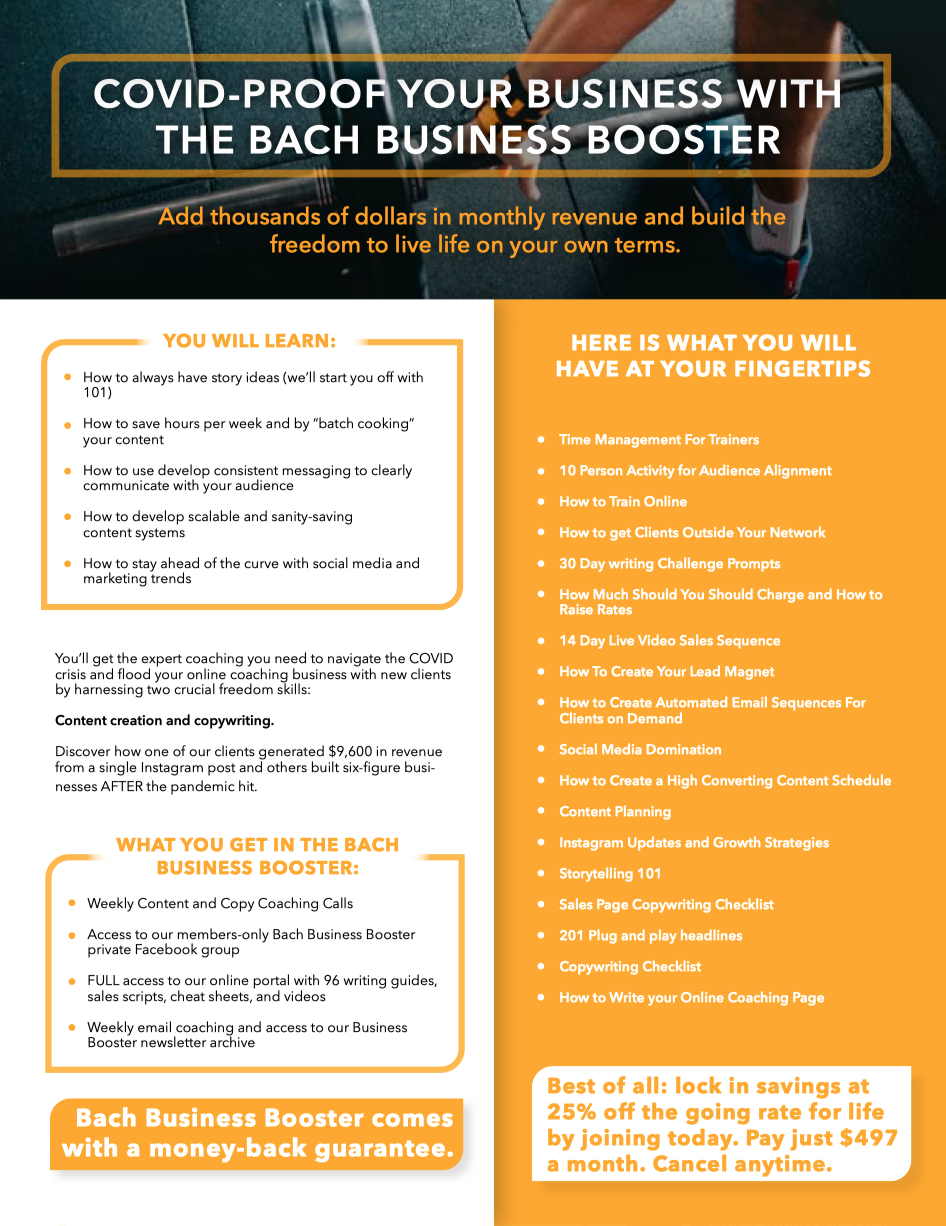 COVID-PROOF YOUR BUSINESS WITH
THE BACH BUSINESS BOOSTER
Add thousands of dollars in monthly revenue and build the
freedom to live life on your own terms.
YOU WILL LEARN:
• How to always have story ideas (we’ll start you off with
101)
• How to save hours per week and by “batch cooking”
your content
• How to use develop consistent messaging to clearly
communicate with your audience
• How to develop scalable and sanity-saving
content systems
• How to stay ahead of the curve with social media and
marketing trends
You’ll get the expert coaching you need to navigate the COVID
crisis and flood your online coaching business with new clients
by harnessing two crucial freedom skills:
Content creation and copywriting.
Discover how one of our clients generated $9,600 in revenue
from a single Instagram post and others built six-figure busi-
nesses AFTER the pandemic hit.
WHAT YOU GET IN THE BACH
BUSINESS BOOSTER:
• Weekly Content and Copy Coaching Calls
• Access to our members-only Bach Business Booster
private Facebook group
• FULL access to our online portal with 96 writing guides,
sales scripts, cheat sheets, and videos
• Weekly email coaching and access to our Business
Booster newsletter archive
Bach Business Booster comes
with a money-back guarantee.
HERE IS WHAT YOU WILL
HAVE AT YOUR FINGERTIPS
• Time Management For Trainers
• 10 Person Activity for Audience Alignment
• How to Train Online
• How to get Clients Outside Your Network
• 30 Day writing Challenge Prompts
• How Much Should You Should Charge and How to
Raise Rates
• 14 Day Live Video Sales Sequence
• How To Create Your Lead Magnet
• How to Create Automated Email Sequences For
Clients on Demand
• Social Media Domination
• How to Create a High Converting Content Schedule
• Content Planning
• Instagram Updates and Growth Strategies
• Storytelling 101
• Sales Page Copywriting Checklist
• 201 Plug and play headlines
• Copywriting Checklist
• How to Write your Online Coaching Page
Best of all: lock in savings at
25% off the going rate for life
by joining today. Pay just $497
a month. Cancel anytime.